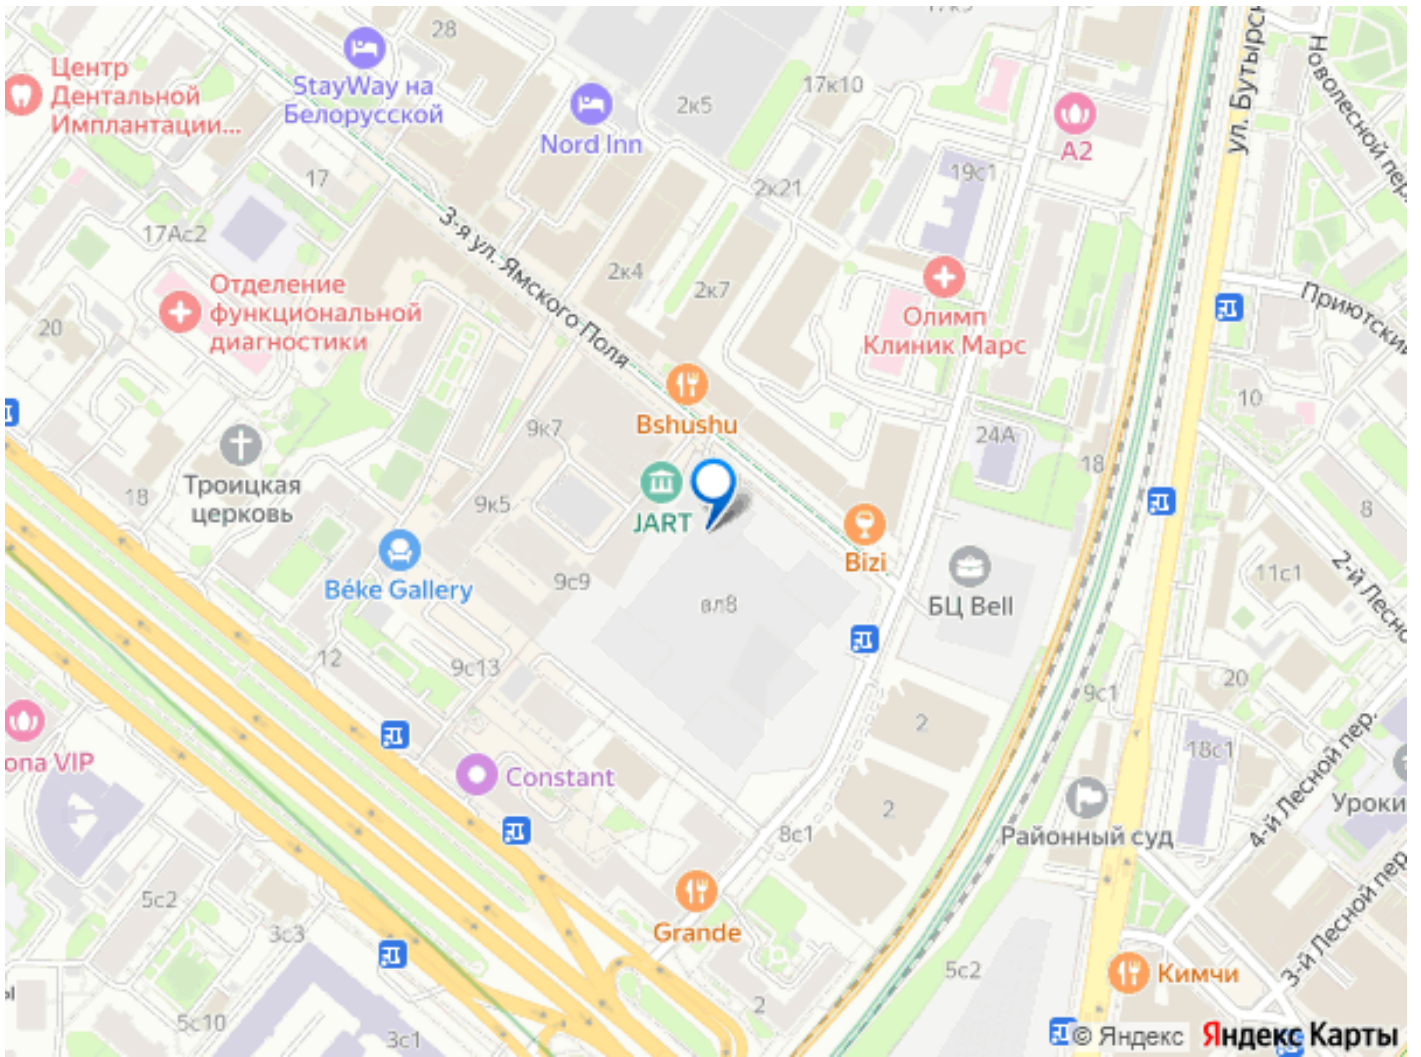 17к9
28
Центр
Дентальной
Имплантации...
StayWay на
Белорусской
Nord Inn
2к5
17к10
А2
ул. Бутырск
Новолесной пер.
17
19с1
2к21
17Ас2
3-я ул. Ямского Поля
2к4
2к7
Отделение
функциональной
диагностики
20
Олимп
Клиник Марс
Приютский
10
Bshushu
9к7
24А
18
Троицкая
церковь
18
9к5
JART
8
Bizi
2-й Лесно
11с1
Béke Gallery
9с9
вл8
БЦ Bell
12
9с13
9с1
20
2
18с1
4-й Лесной пер.
ona VIP
Constant
2
Уроки
8с1
Районный суд
5с2
Grande
3с3
3-й Лесной пер
5с2
Кимчи
ы
2
5с10
3с1
© Яндекс
Яндекс Карты